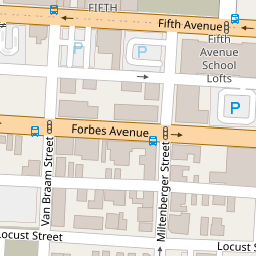 FIFTH
Fifth Avenue
Fifth
Avenue
School
Lofts
P
P
P
Forbes Avenue
Van Braam Street
Miltenberger Street
Locust Street
Locust Street